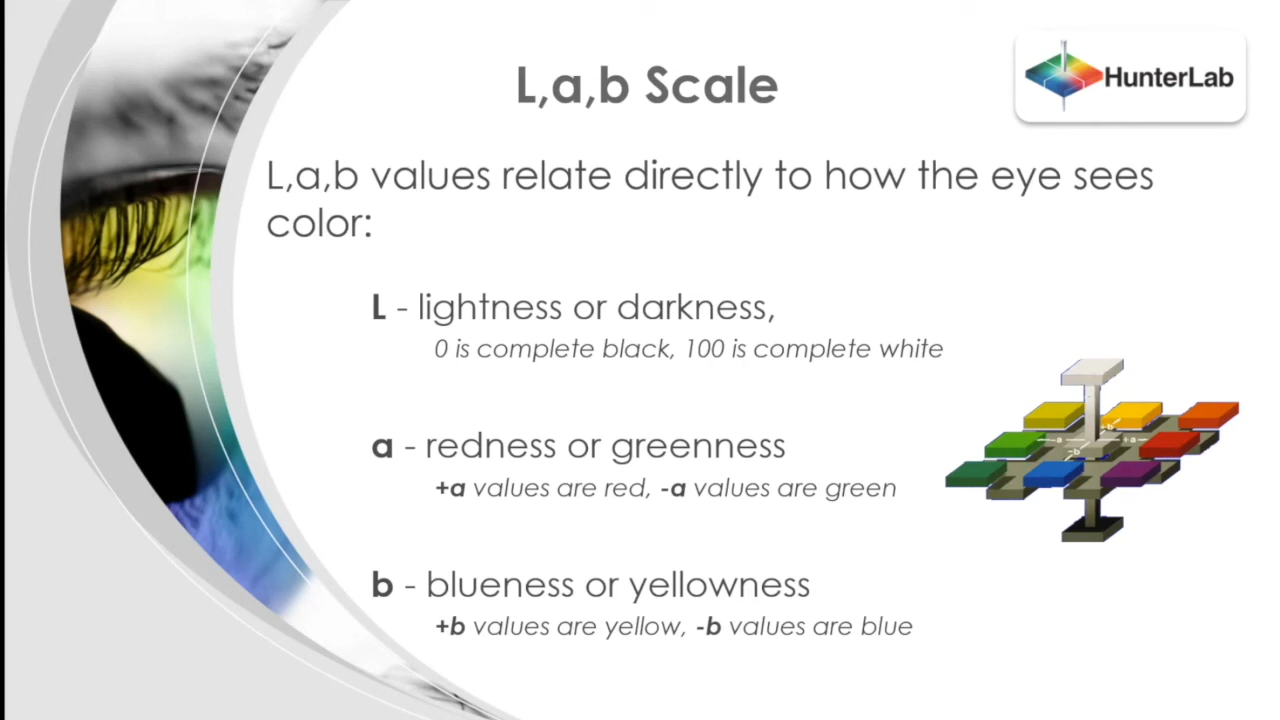 L,a,b Scale
HunterLab
L,a,b values relate directly to how the eye sees
color:
L - lightness or darkness,
0 is complete black, 100 is complete white
a - redness or greenness
+a values are red, -a values are green
b - blueness or yellowness
+b values are yellow, -b values are blue
+b
-a
+a
-b